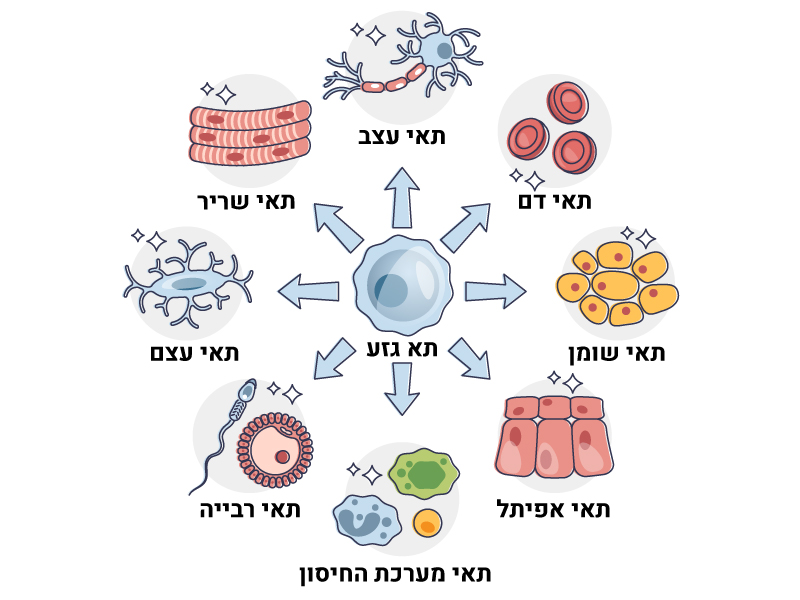 תאי עצב
תאי שריר
תאי דם
תאי עצם
תא גזע
תאי שומן
תאי רבייה
תאי אפיתל
תאי מערכת החיסון